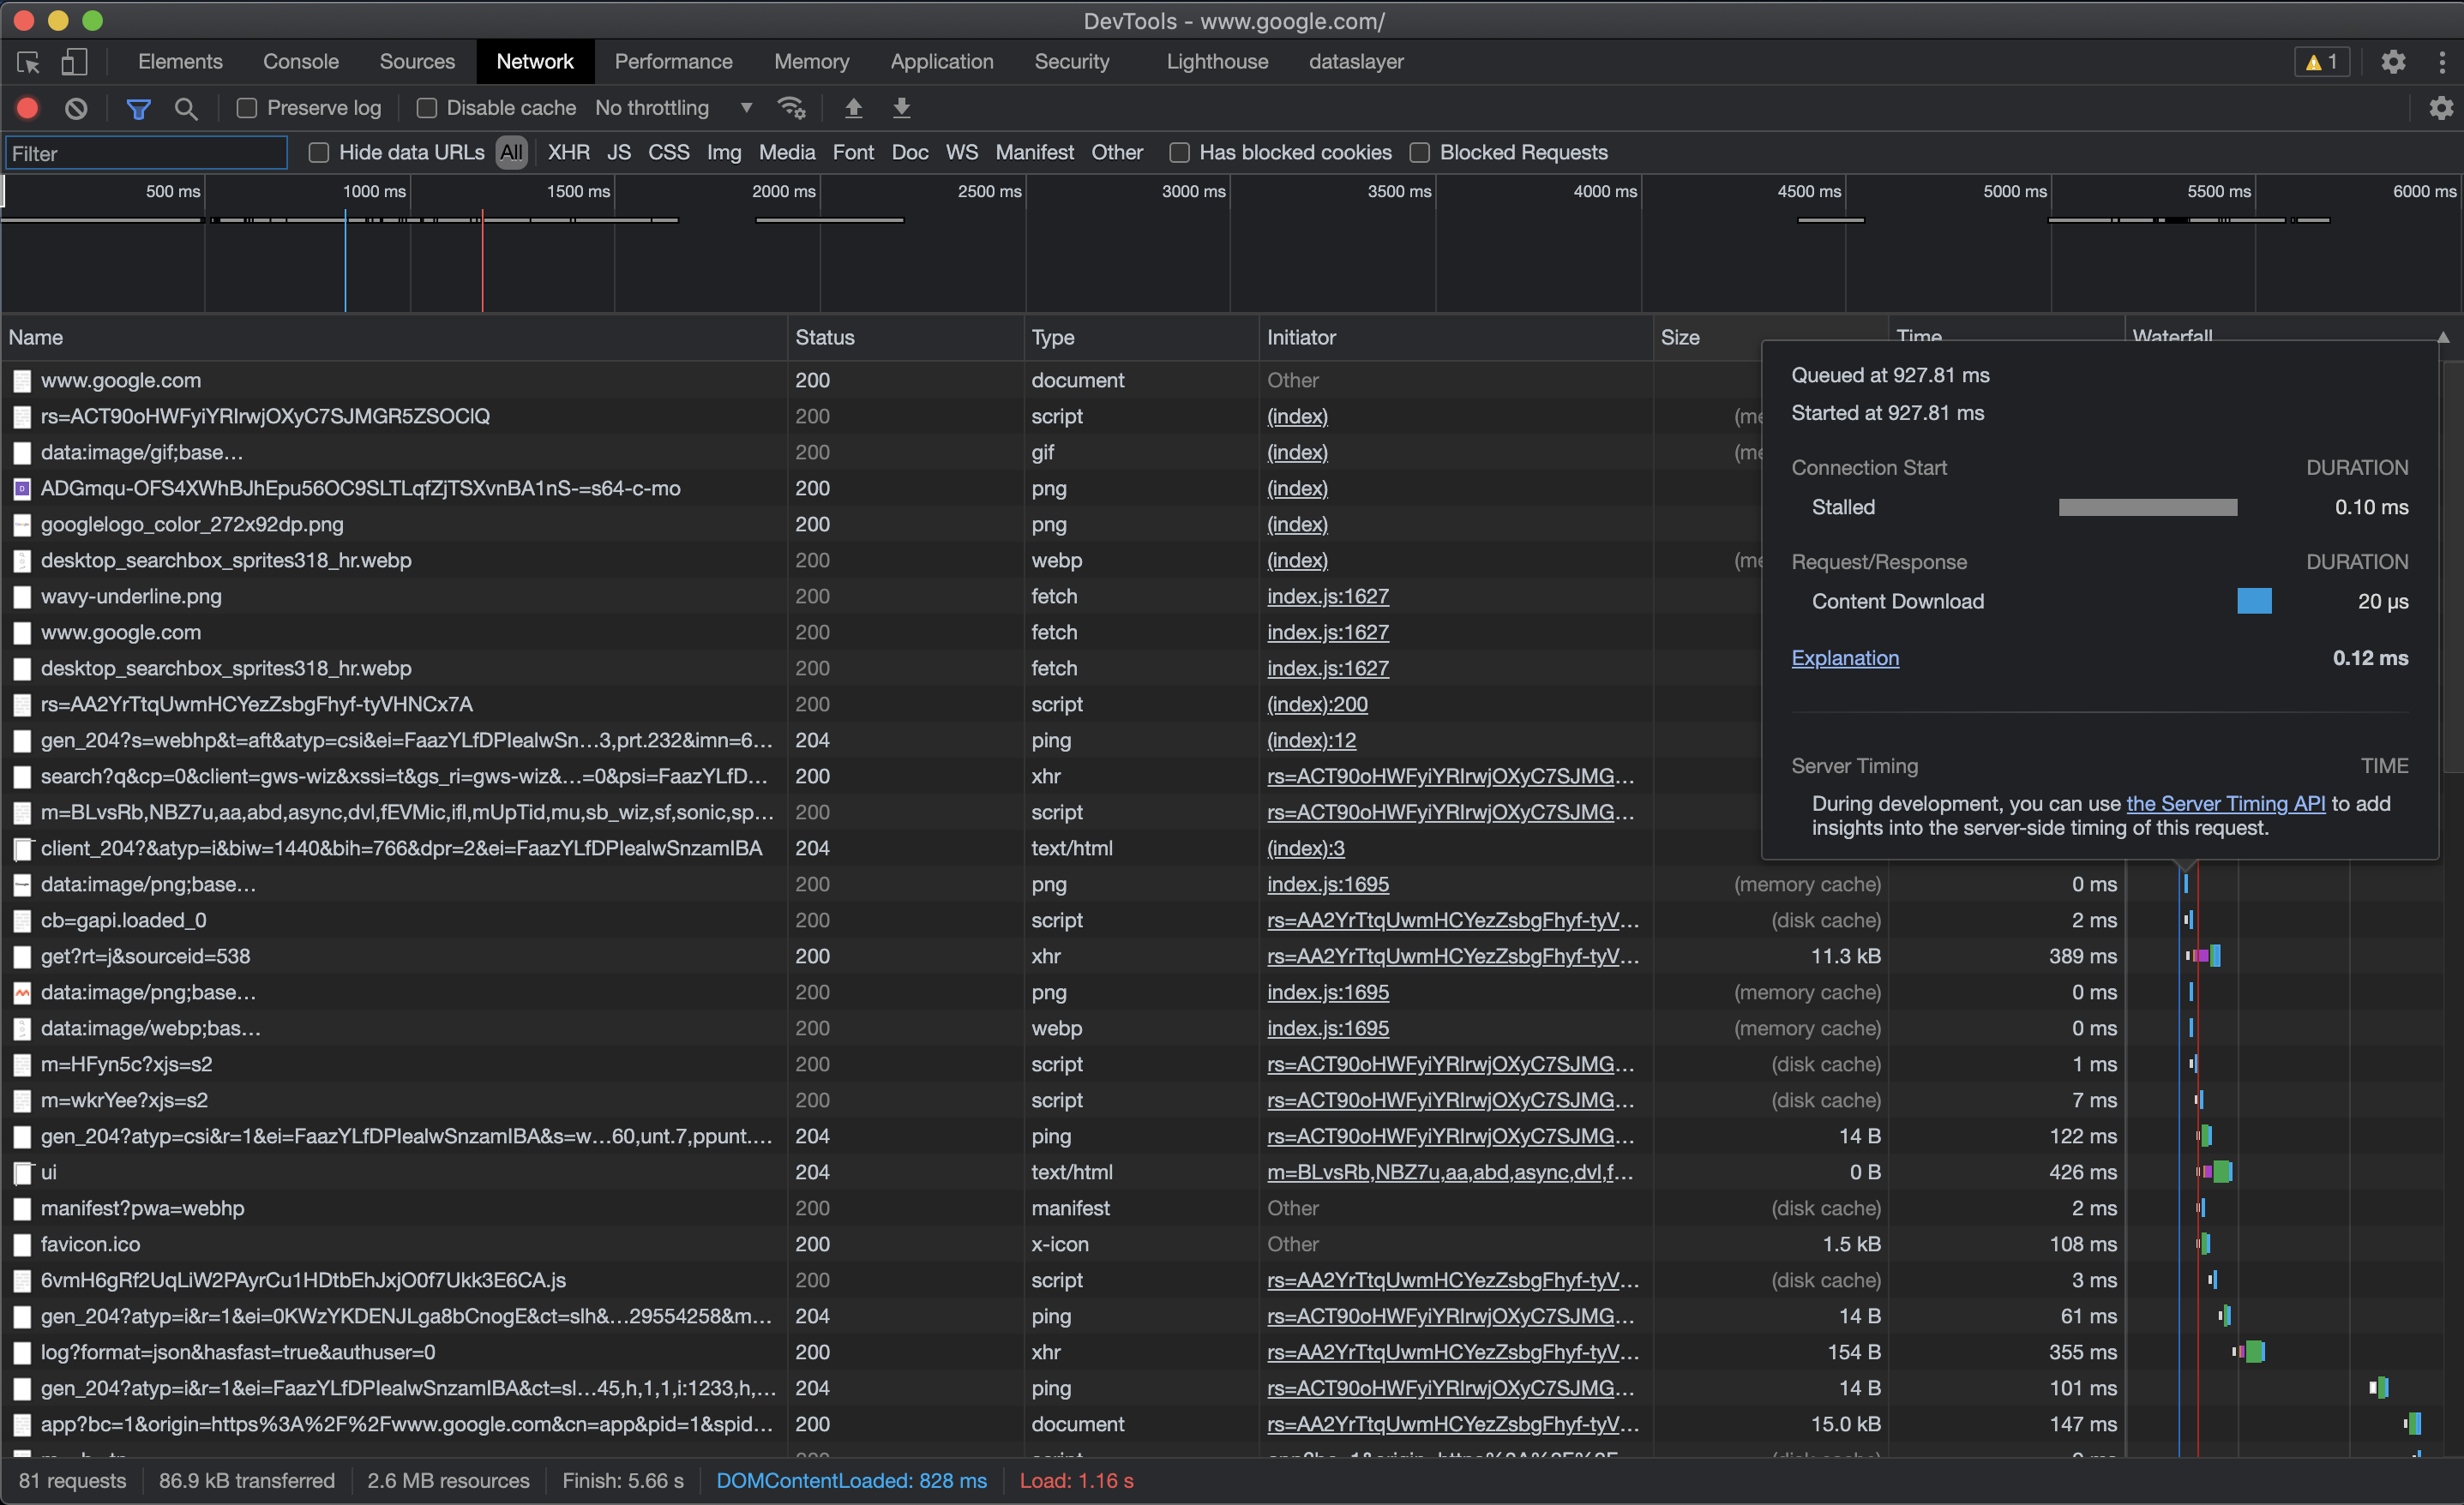 DevTools - www.google.com/
Elements Console Sources Network Performance Memory Application Security Lighthouse dataslayer 1
Preserve log Disable cache No throttling
Filter Hide data URLs All XHR JS CSS Img Media Font Doc WS Manifest Other Has blocked cookies Blocked Requests
500 ms 1000 ms 1500 ms 2000 ms 2500 ms 3000 ms 3500 ms 4000 ms 4500 ms 5000 ms 5500 ms 6000 ms
Name Status Type Initiator Size Time Waterfall
www.google.com 200 document Other
rs=ACT90oHWFyiYRIrwjOXyC7SJMGR5ZSOClQ 200 script (index) (me
data:image/gif;base… 200 gif (index) (me
ADGmqu-OFS4XWhBJhEpu56OC9SLTLqfZjTSXvnBA1nS-=s64-c-mo 200 png (index)
googlelogo_color_272x92dp.png 200 png (index)
desktop_searchbox_sprites318_hr.webp 200 webp (index) (me
wavy-underline.png 200 fetch index.js:1627
www.google.com 200 fetch index.js:1627
desktop_searchbox_sprites318_hr.webp 200 fetch index.js:1627
rs=AA2YrTtqUwmHCYezZsbgFhyf-tyVHNCx7A 200 script (index):200
gen_204?s=webhp&t=aft&atyp=csi&ei=FaazYLfDPIealwSn…3,prt.232&imn=6… 204 ping (index):12
search?q&cp=0&client=gws-wiz&xssi=t&gs_ri=gws-wiz&…=0&psi=FaazYLfD… 200 xhr rs=ACT90oHWFyiYRIrwjOXyC7SJMG…
m=BLvsRb,NBZ7u,aa,abd,async,dvl,fEVMic,ifl,mUpTid,mu,sb_wiz,sf,sonic,sp… 200 script rs=ACT90oHWFyiYRIrwjOXyC7SJMG…
client_204?&atyp=i&biw=1440&bih=766&dpr=2&ei=FaazYLfDPIealwSnzamIBA 204 text/html (index):3
Queued at 927.81 ms
Started at 927.81 ms
Connection Start DURATION
Stalled 0.10 ms
Request/Response DURATION
Content Download 20 μs
Explanation 0.12 ms
Server Timing TIME
During development, you can use the Server Timing API to add
insights into the server-side timing of this request.
data:image/png;base… 200 png index.js:1695 (memory cache) 0 ms
cb=gapi.loaded_0 200 script rs=AA2YrTtqUwmHCYezZsbgFhyf-tyV… (disk cache) 2 ms
get?rt=j&sourceid=538 200 xhr rs=AA2YrTtqUwmHCYezZsbgFhyf-tyV… 11.3 kB 389 ms
data:image/png;base… 200 png index.js:1695 (memory cache) 0 ms
data:image/webp;bas… 200 webp index.js:1695 (memory cache) 0 ms
m=HFyn5c?xjs=s2 200 script rs=ACT90oHWFyiYRIrwjOXyC7SJMG… (disk cache) 1 ms
m=wkrYee?xjs=s2 200 script rs=ACT90oHWFyiYRIrwjOXyC7SJMG… (disk cache) 7 ms
gen_204?atyp=csi&r=1&ei=FaazYLfDPIealwSnzamIBA&s=w…60,unt.7,ppunt.… 204 ping rs=ACT90oHWFyiYRIrwjOXyC7SJMG… 14 B 122 ms
ui 204 text/html m=BLvsRb,NBZ7u,aa,abd,async,dvl,f… 0 B 426 ms
manifest?pwa=webhp 200 manifest Other (disk cache) 2 ms
favicon.ico 200 x-icon Other 1.5 kB 108 ms
6vmH6gRf2UqLiW2PAyrCu1HDtbEhJxjO0f7Ukk3E6CA.js 200 script rs=AA2YrTtqUwmHCYezZsbgFhyf-tyV… (disk cache) 3 ms
gen_204?atyp=i&r=1&ei=0KWzYKDENJLga8bCnogE&ct=slh&…29554258&m… 204 ping rs=ACT90oHWFyiYRIrwjOXyC7SJMG… 14 B 61 ms
log?format=json&hasfast=true&authuser=0 200 xhr rs=AA2YrTtqUwmHCYezZsbgFhyf-tyV… 154 B 355 ms
gen_204?atyp=i&r=1&ei=FaazYLfDPIealwSnzamIBA&ct=sl…45,h,1,1,i:1233,h,… 204 ping rs=ACT90oHWFyiYRIrwjOXyC7SJMG… 14 B 101 ms
app?bc=1&origin=https%3A%2F%2Fwww.google.com&cn=app&pid=1&spid… 200 document rs=AA2YrTtqUwmHCYezZsbgFhyf-tyV… 15.0 kB 147 ms
81 requests 86.9 kB transferred 2.6 MB resources Finish: 5.66 s DOMContentLoaded: 828 ms Load: 1.16 s